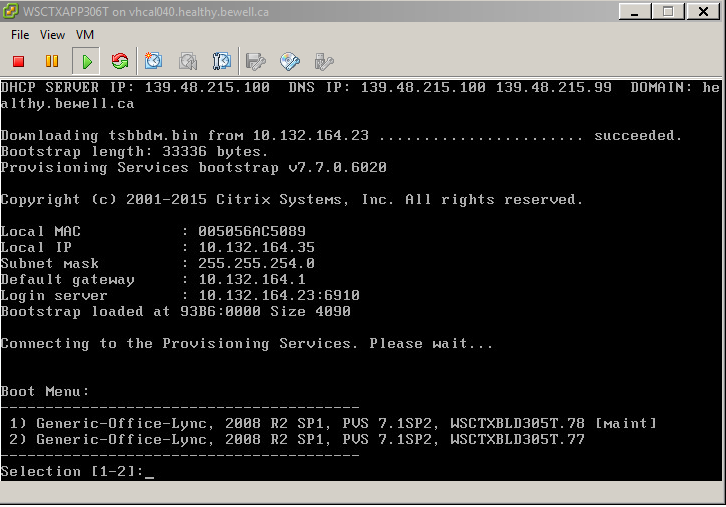 WSCTXAPP306T on vhcal040.healthy.bewell.ca
File View VM
DHCP SERVER IP: 139.48.215.100  DNS IP: 139.48.215.100 139.48.215.99  DOMAIN: he
althy.bewell.ca
Downloading tsbbdm.bin from 10.132.164.23 ....................... succeeded.
Bootstrap length: 33336 bytes.
Provisioning Services bootstrap v7.7.0.6020
Copyright (c) 2001-2015 Citrix Systems, Inc. All rights reserved.
Local MAC : 005056AC5089
Local IP : 10.132.164.35
Subnet mask : 255.255.254.0
Default gateway : 10.132.164.1
Login server : 10.132.164.23:6910
Bootstrap loaded at 93B6:0000 Size 4090
Connecting to the Provisioning Services. Please wait...
Boot Menu:
----------------------------------------
1) Generic-Office-Lync, 2008 R2 SP1, PVS 7.1SP2, WSCTXBLD305T.78 [maint]
2) Generic-Office-Lync, 2008 R2 SP1, PVS 7.1SP2, WSCTXBLD305T.77
----------------------------------------
Selection [1-2]:_